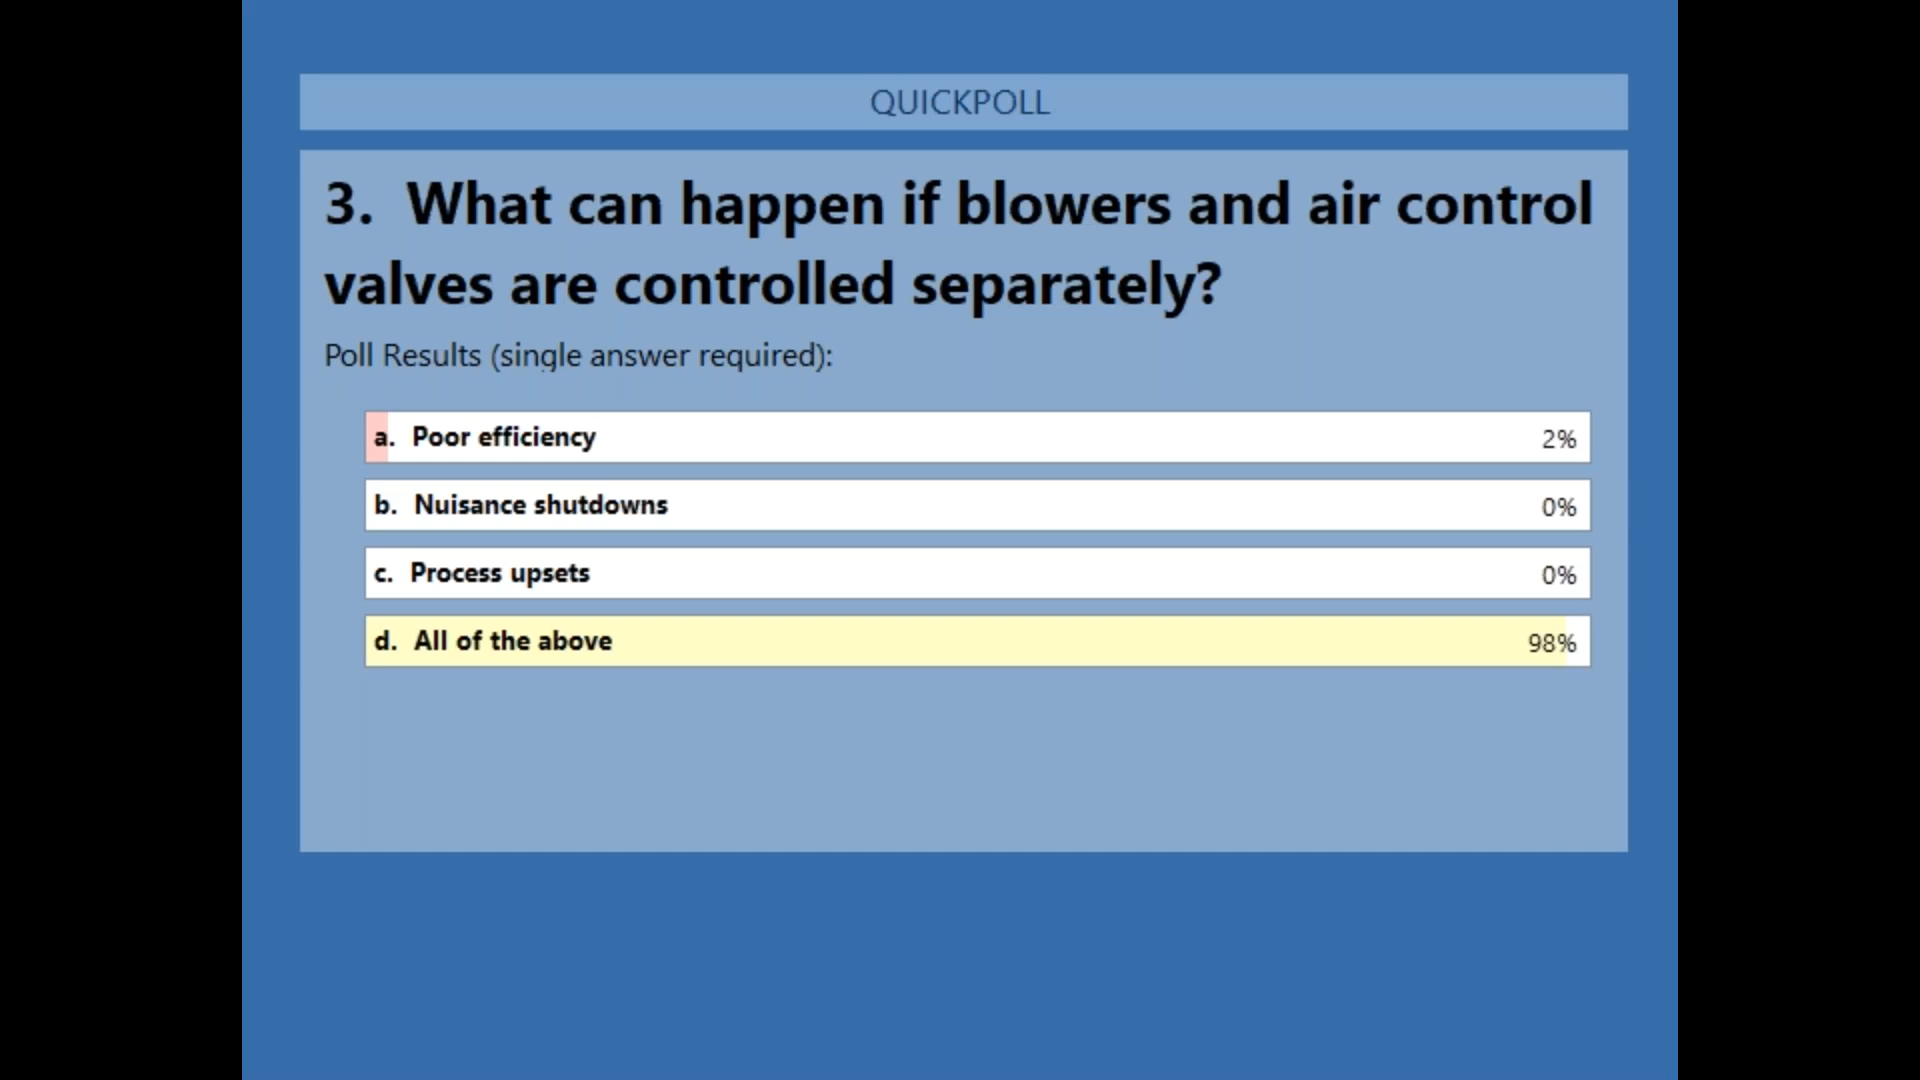 QUICKPOLL
3. What can happen if blowers and air control
valves are controlled separately?
Poll Results (single answer required):
a. Poor efficiency 2%
b. Nuisance shutdowns 0%
c. Process upsets 0%
d. All of the above 98%